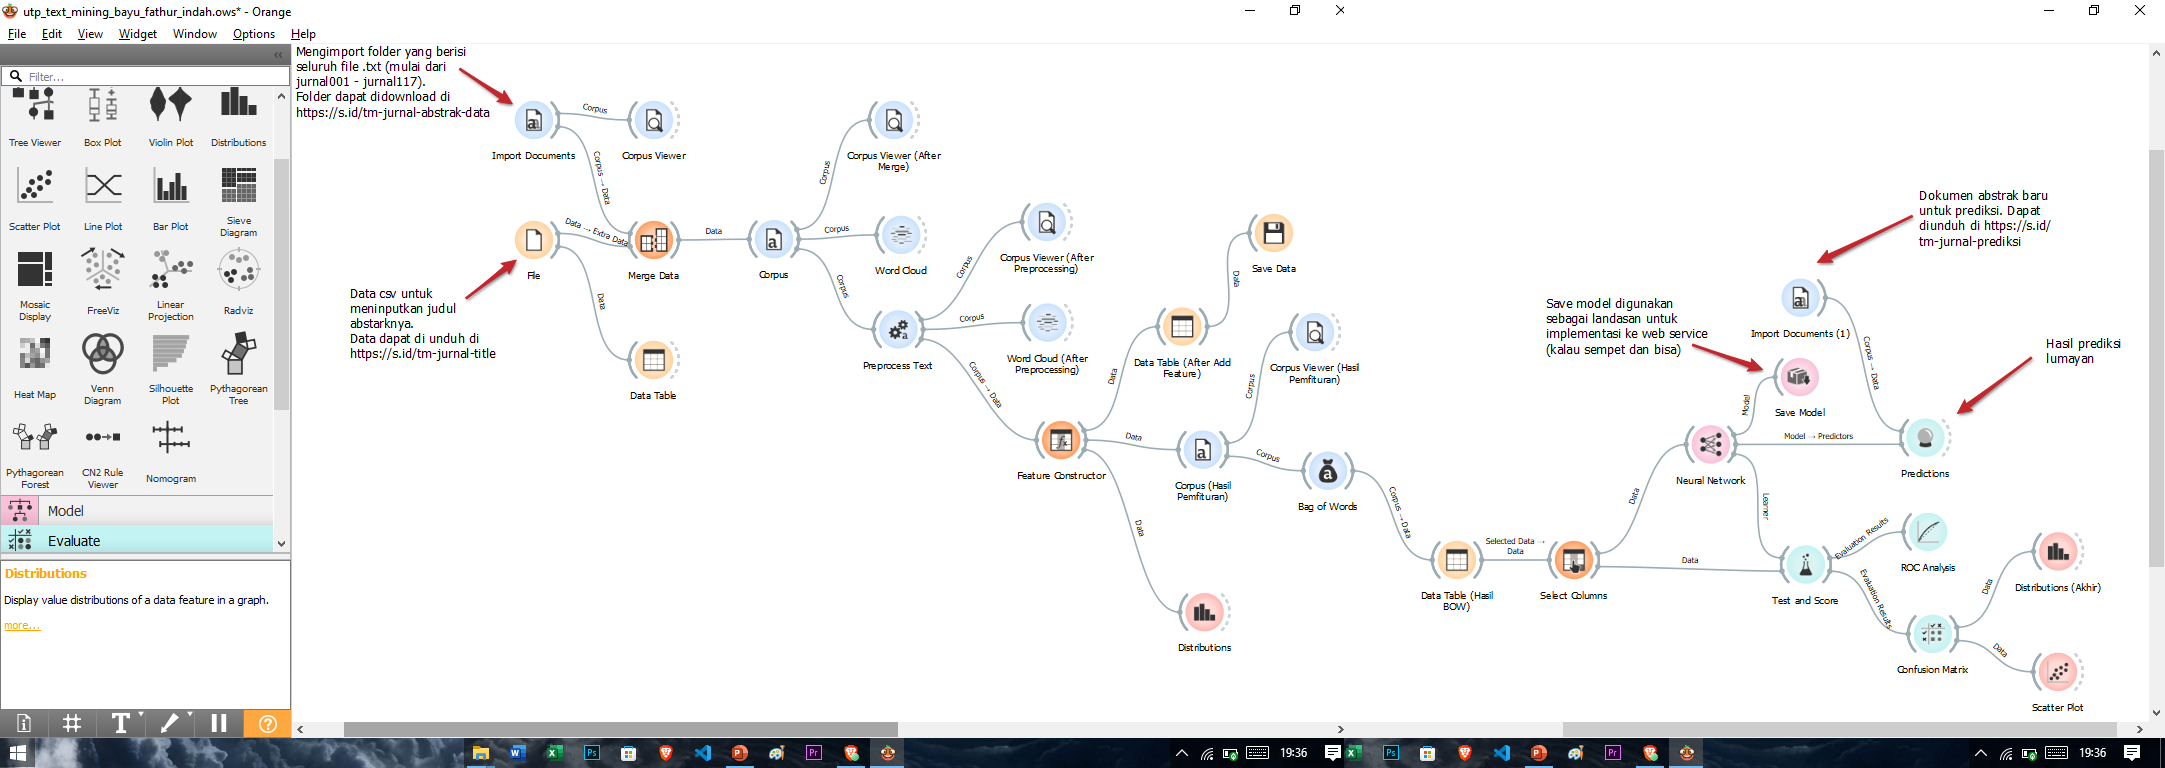 utp_text_mining_bayu_fathur_indah.ows* - Orange
File Edit View Widget Window Options Help
Filter...
Tree Viewer
Box Plot
Violin Plot
Distributions
Scatter Plot
Line Plot
Bar Plot
Sieve
Diagram
Mosaic
Display
FreeViz
Linear
Projection
Radviz
Heat Map
Venn
Diagram
Silhouette
Plot
Pythagorean
Tree
Pythagorean
Forest
CN2 Rule
Viewer
Nomogram
Model
Evaluate
Distributions
Display value distributions of a data feature in a graph.
more...
Mengimport folder yang berisi
seluruh file .txt (mulai dari
jurnal001 - jurnal117).
Folder dapat didownload di
https://s.id/tm-jurnal-abstrak-data
Import Documents
Corpus
Corpus Viewer
Corpus → Data
File
Data → Extra Data
Merge Data
Data
Data Table
Data csv untuk
meninputkan judul
abstarknya.
Data dapat di unduh di
https://s.id/tm-jurnal-title
Data
Corpus
Corpus
Corpus Viewer (After
Merge)
Corpus
Word Cloud
Corpus
Preprocess Text
Corpus
Corpus Viewer (After
Preprocessing)
Corpus
Word Cloud (After
Preprocessing)
Corpus → Data
Feature Constructor
Data
Data Table (After Add
Feature)
Data
Save Data
Data
Corpus (Hasil
Pemfituran)
Corpus
Corpus Viewer (Hasil
Pemfituran)
Corpus
Bag of Words
Data
Distributions
Corpus → Data
Data Table (Hasil
BOW)
Selected Data →
Data
Select Columns
Data
Neural Network
Data
Model
Save Model
Save model digunakan
sebagai landasan untuk
implementasi ke web service
(kalau sempet dan bisa)
Dokumen abstrak baru
untuk prediksi. Dapat
diunduh di https://s.id/
tm-jurnal-prediksi
Import Documents (1)
Corpus → Data
Model → Predictors
Predictions
Hasil prediksi
lumayan
Learner
Test and Score
Evaluation Results
ROC Analysis
Evaluation Results
Confusion Matrix
Data
Distributions (Akhir)
Data
Scatter Plot
19:36
19:36